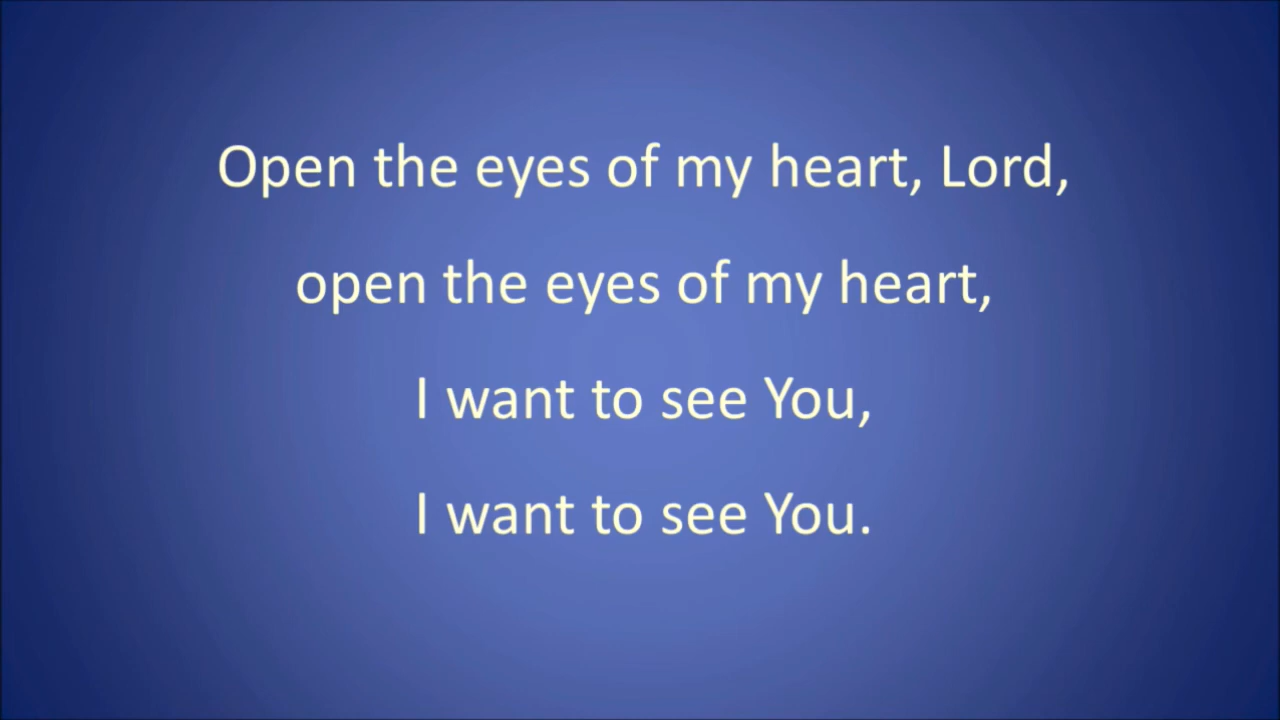 Open the eyes of my heart, Lord,
open the eyes of my heart,
I want to see You,
I want to see You.